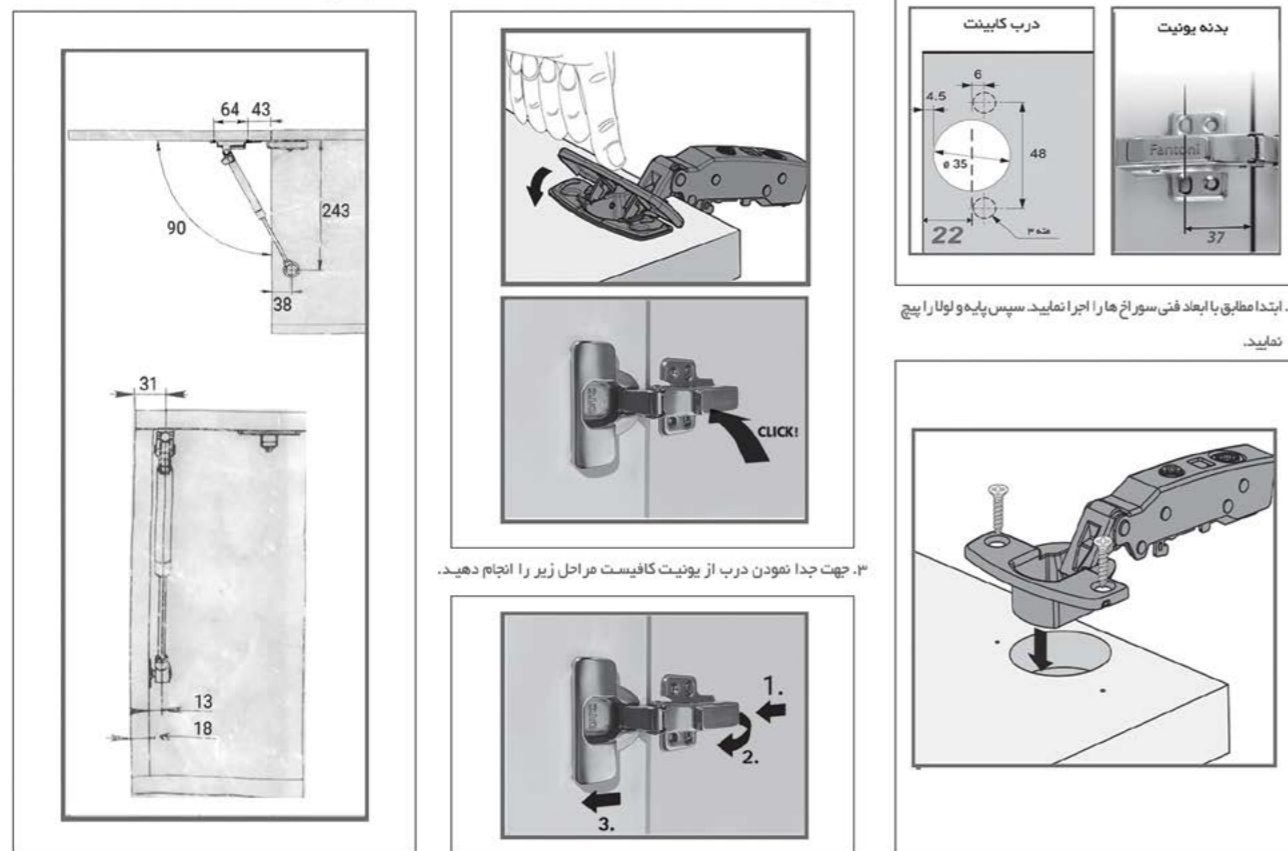 درب کابینت
بدنه یونیت
6
4.5
ø 35
48
22
مته ۳
Fantoni
37
ابتدا مطابق با ابعاد فنی سوراخ ها را اجرا نمایید. سپس پایه و لولا را پیچ
نمایید.
CLICK!
۳. جهت جدا نمودن درب از یونیت کافیست مراحل زیر را انجام دهید.
1.
2.
3.
64 43
90
243
38
31
13
18